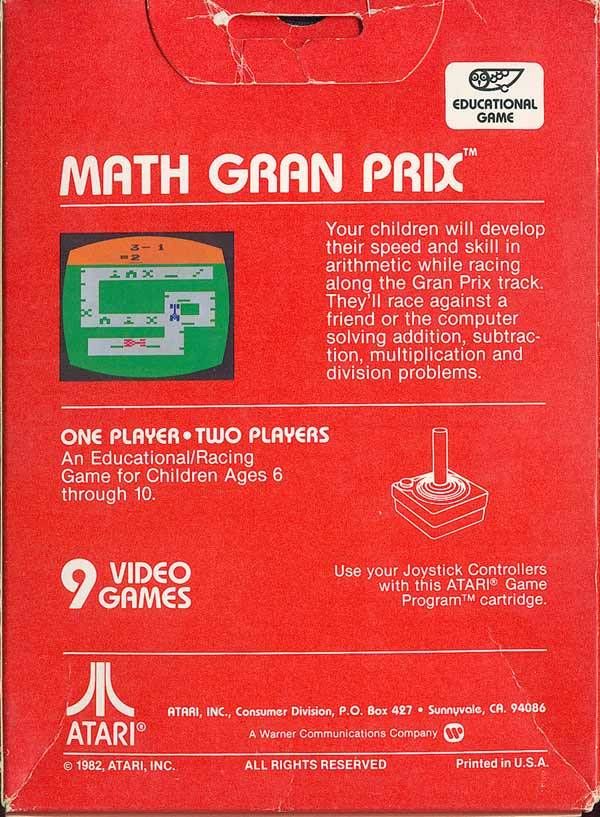 EDUCATIONAL
GAME
MATH GRAN PRIX™
3 - 1
= 2
Your children will develop
their speed and skill in
arithmetic while racing
along the Gran Prix track.
They'll race against a
friend or the computer
solving addition, subtrac-
tion, multiplication and
division problems.
ONE PLAYER • TWO PLAYERS
An Educational/Racing
Game for Children Ages 6
through 10.
9 VIDEO
GAMES
Use your Joystick Controllers
with this ATARI® Game
Program™ cartridge.
ATARI®
ATARI, INC., Consumer Division, P.O. Box 427 • Sunnyvale, CA. 94086
A Warner Communications Company
© 1982, ATARI, INC.
ALL RIGHTS RESERVED
Printed in U.S.A.